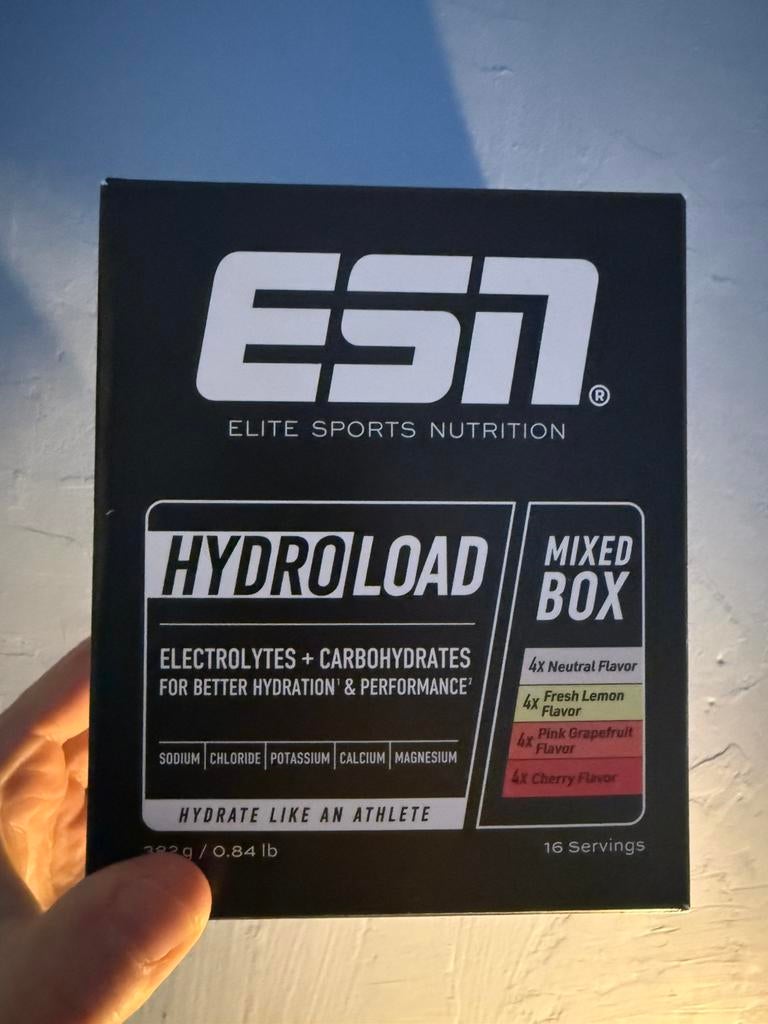 ESN®
ELITE SPORTS NUTRITION
HYDROLOAD
ELECTROLYTES + CARBOHYDRATES
FOR BETTER HYDRATION¹ & PERFORMANCE²
SODIUM | CHLORIDE | POTASSIUM | CALCIUM | MAGNESIUM
HYDRATE LIKE AN ATHLETE
MIXED
BOX
4X Neutral Flavor
4X Fresh Lemon
Flavor
4X Pink Grapefruit
Flavor
4X Cherry Flavor
382g / 0.84 lb
16 Servings